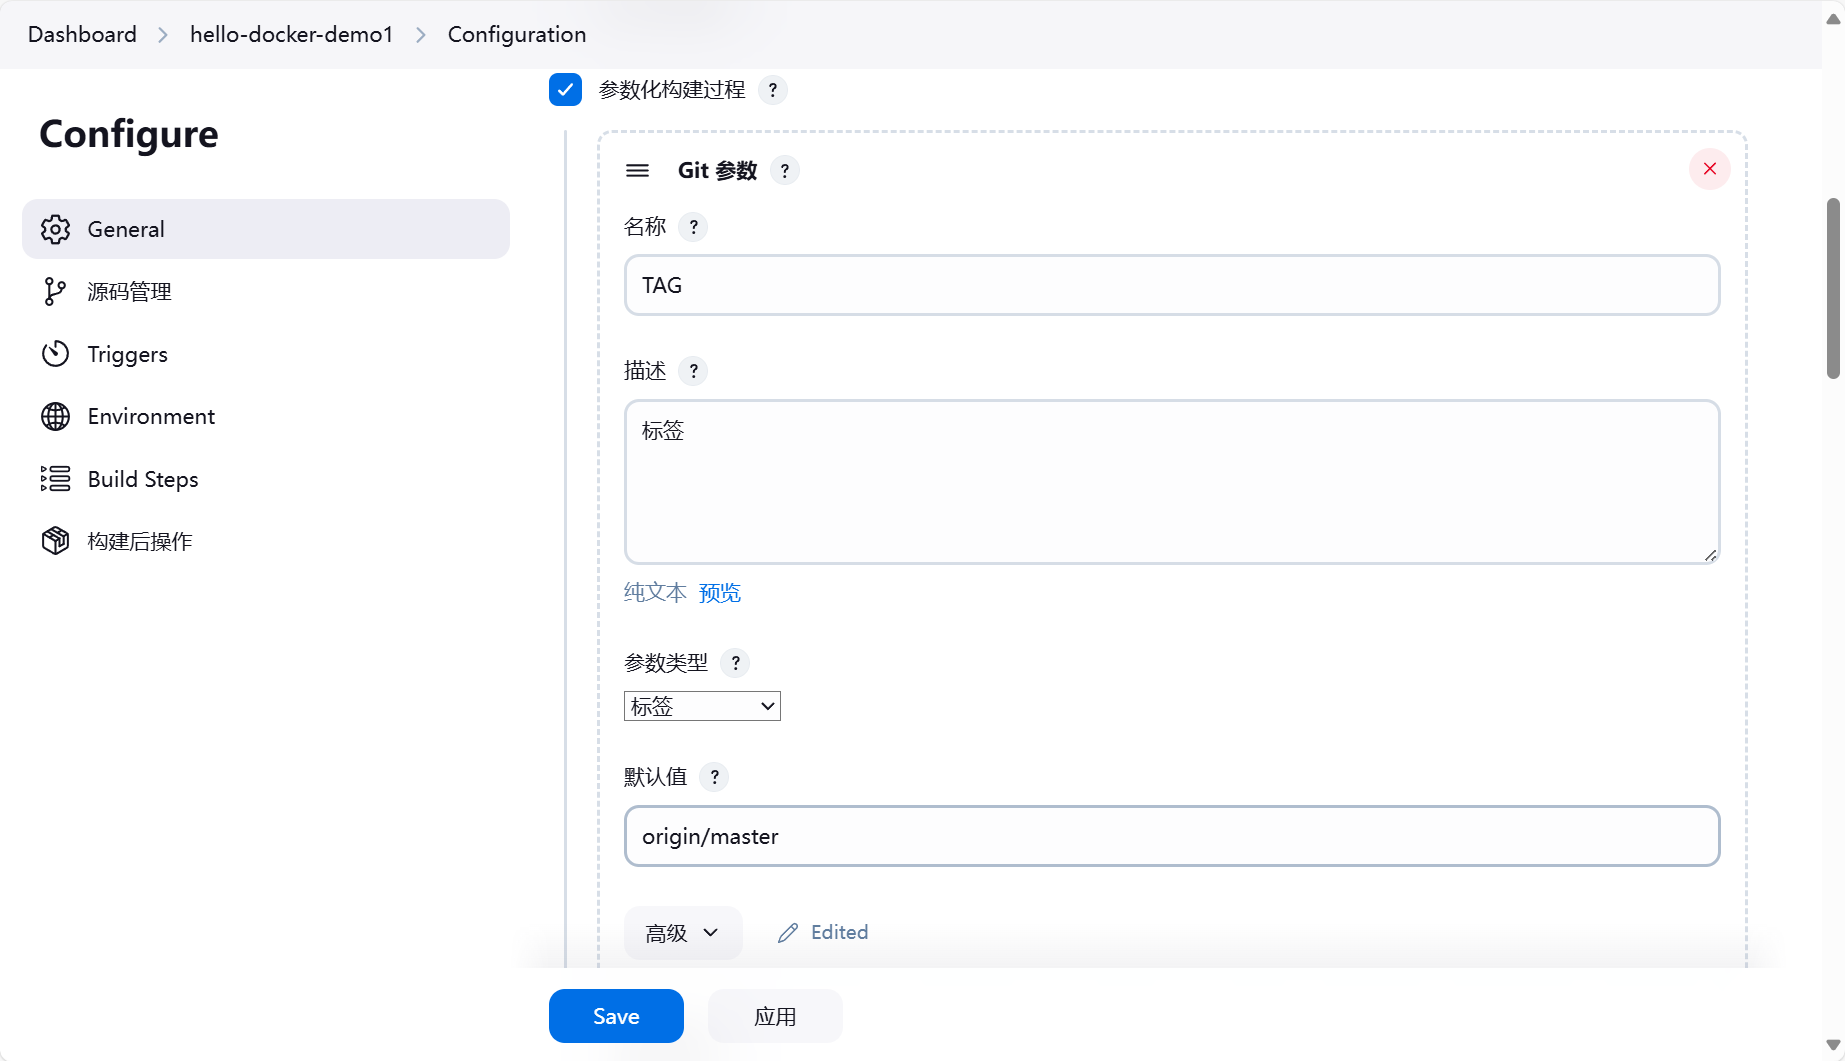 Dashboard > hello-docker-demo1 > Configuration
Configure
General
源码管理
Triggers
Environment
Build Steps
构建后操作
参数化构建过程 ?
Git 参数 ?
名称 ?
TAG
描述 ?
标签
纯文本 预览
参数类型 ?
标签
默认值 ?
origin/master
高级 Edited
Save 应用